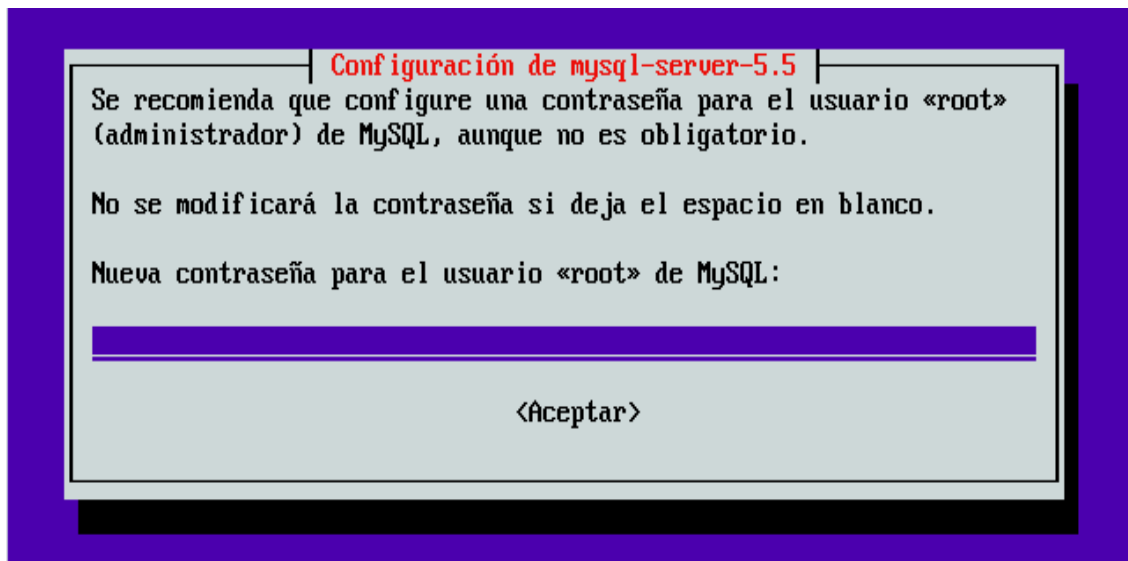 Configuración de mysql-server-5.5
Se recomienda que configure una contraseña para el usuario «root»
(administrador) de MySQL, aunque no es obligatorio.
No se modificará la contraseña si deja el espacio en blanco.
Nueva contraseña para el usuario «root» de MySQL:
<Aceptar>